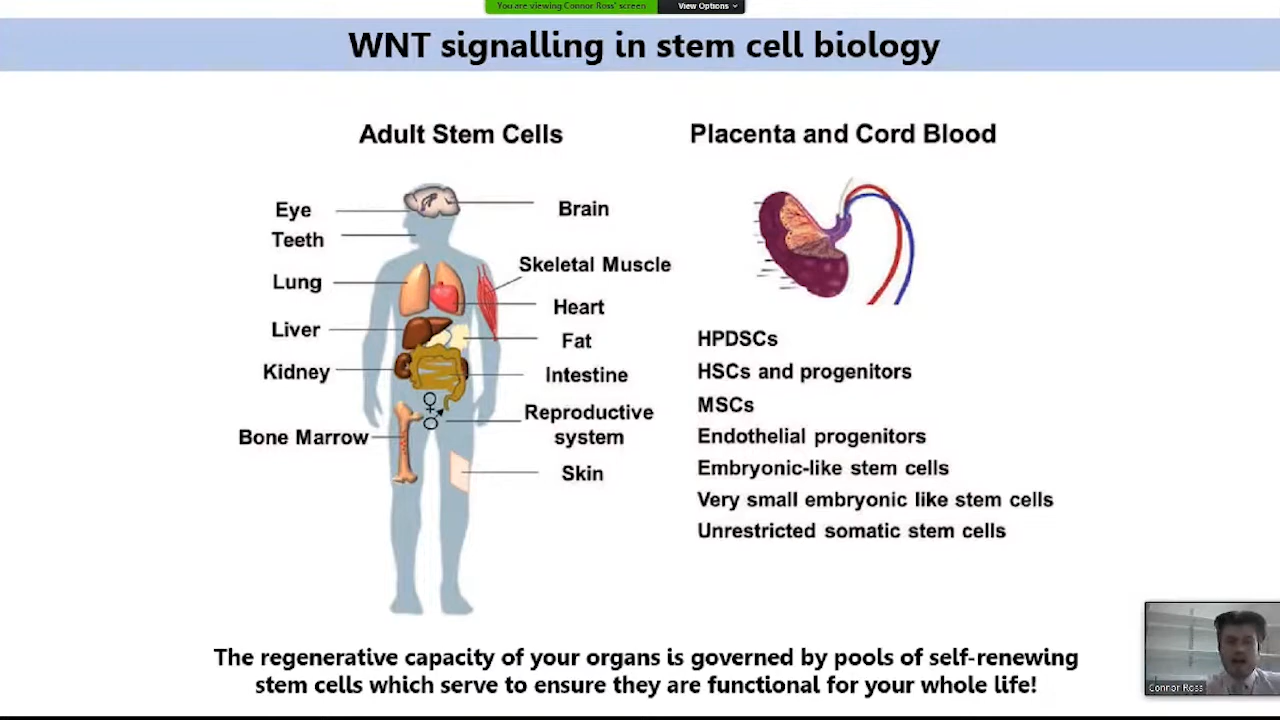 You are viewing Connor Ross' screen
View Options
WNT signalling in stem cell biology
Adult Stem Cells
Eye
Teeth
Lung
Liver
Kidney
Bone Marrow
Brain
Skeletal Muscle
Heart
Fat
Intestine
Reproductive
system
Skin
Placenta and Cord Blood
HPDSCs
HSCs and progenitors
MSCs
Endothelial progenitors
Embryonic-like stem cells
Very small embryonic like stem cells
Unrestricted somatic stem cells
The regenerative capacity of your organs is governed by pools of self-renewing
stem cells which serve to ensure they are functional for your whole life!
Connor Ross